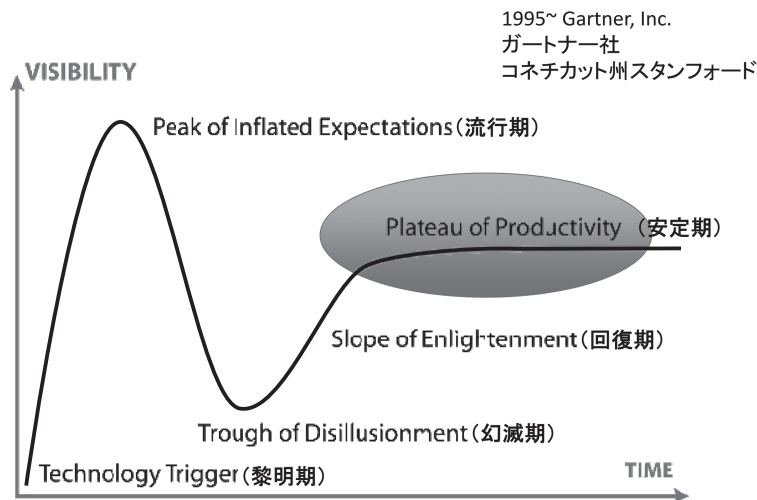 1995~ Gartner, Inc.
ガートナー社
コネチカット州スタンフォード
VISIBILITY
Peak of Inflated Expectations(流行期)
Plateau of Productivity (安定期)
Slope of Enlightenment(回復期)
Trough of Disillusionment(幻滅期)
Technology Trigger(黎明期)
TIME